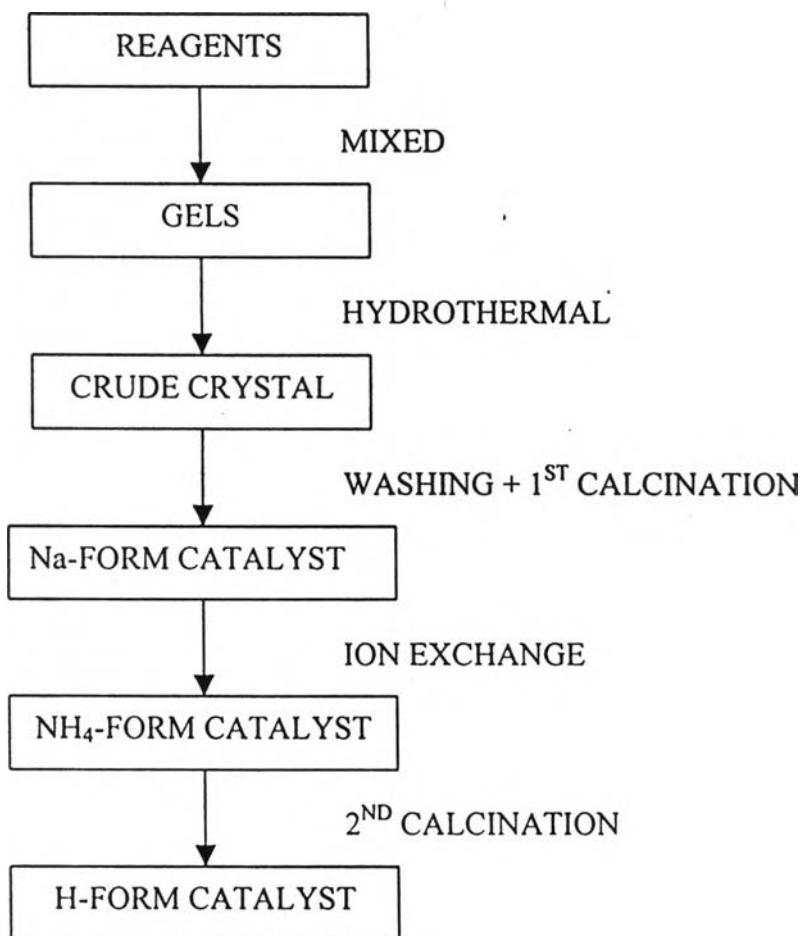 REAGENTS
MIXED
GELS
HYDROTHERMAL
CRUDE CRYSTAL
WASHING + 1ST CALCINATION
Na-FORM CATALYST
ION EXCHANGE
NH₄-FORM CATALYST
2ND CALCINATION
H-FORM CATALYST